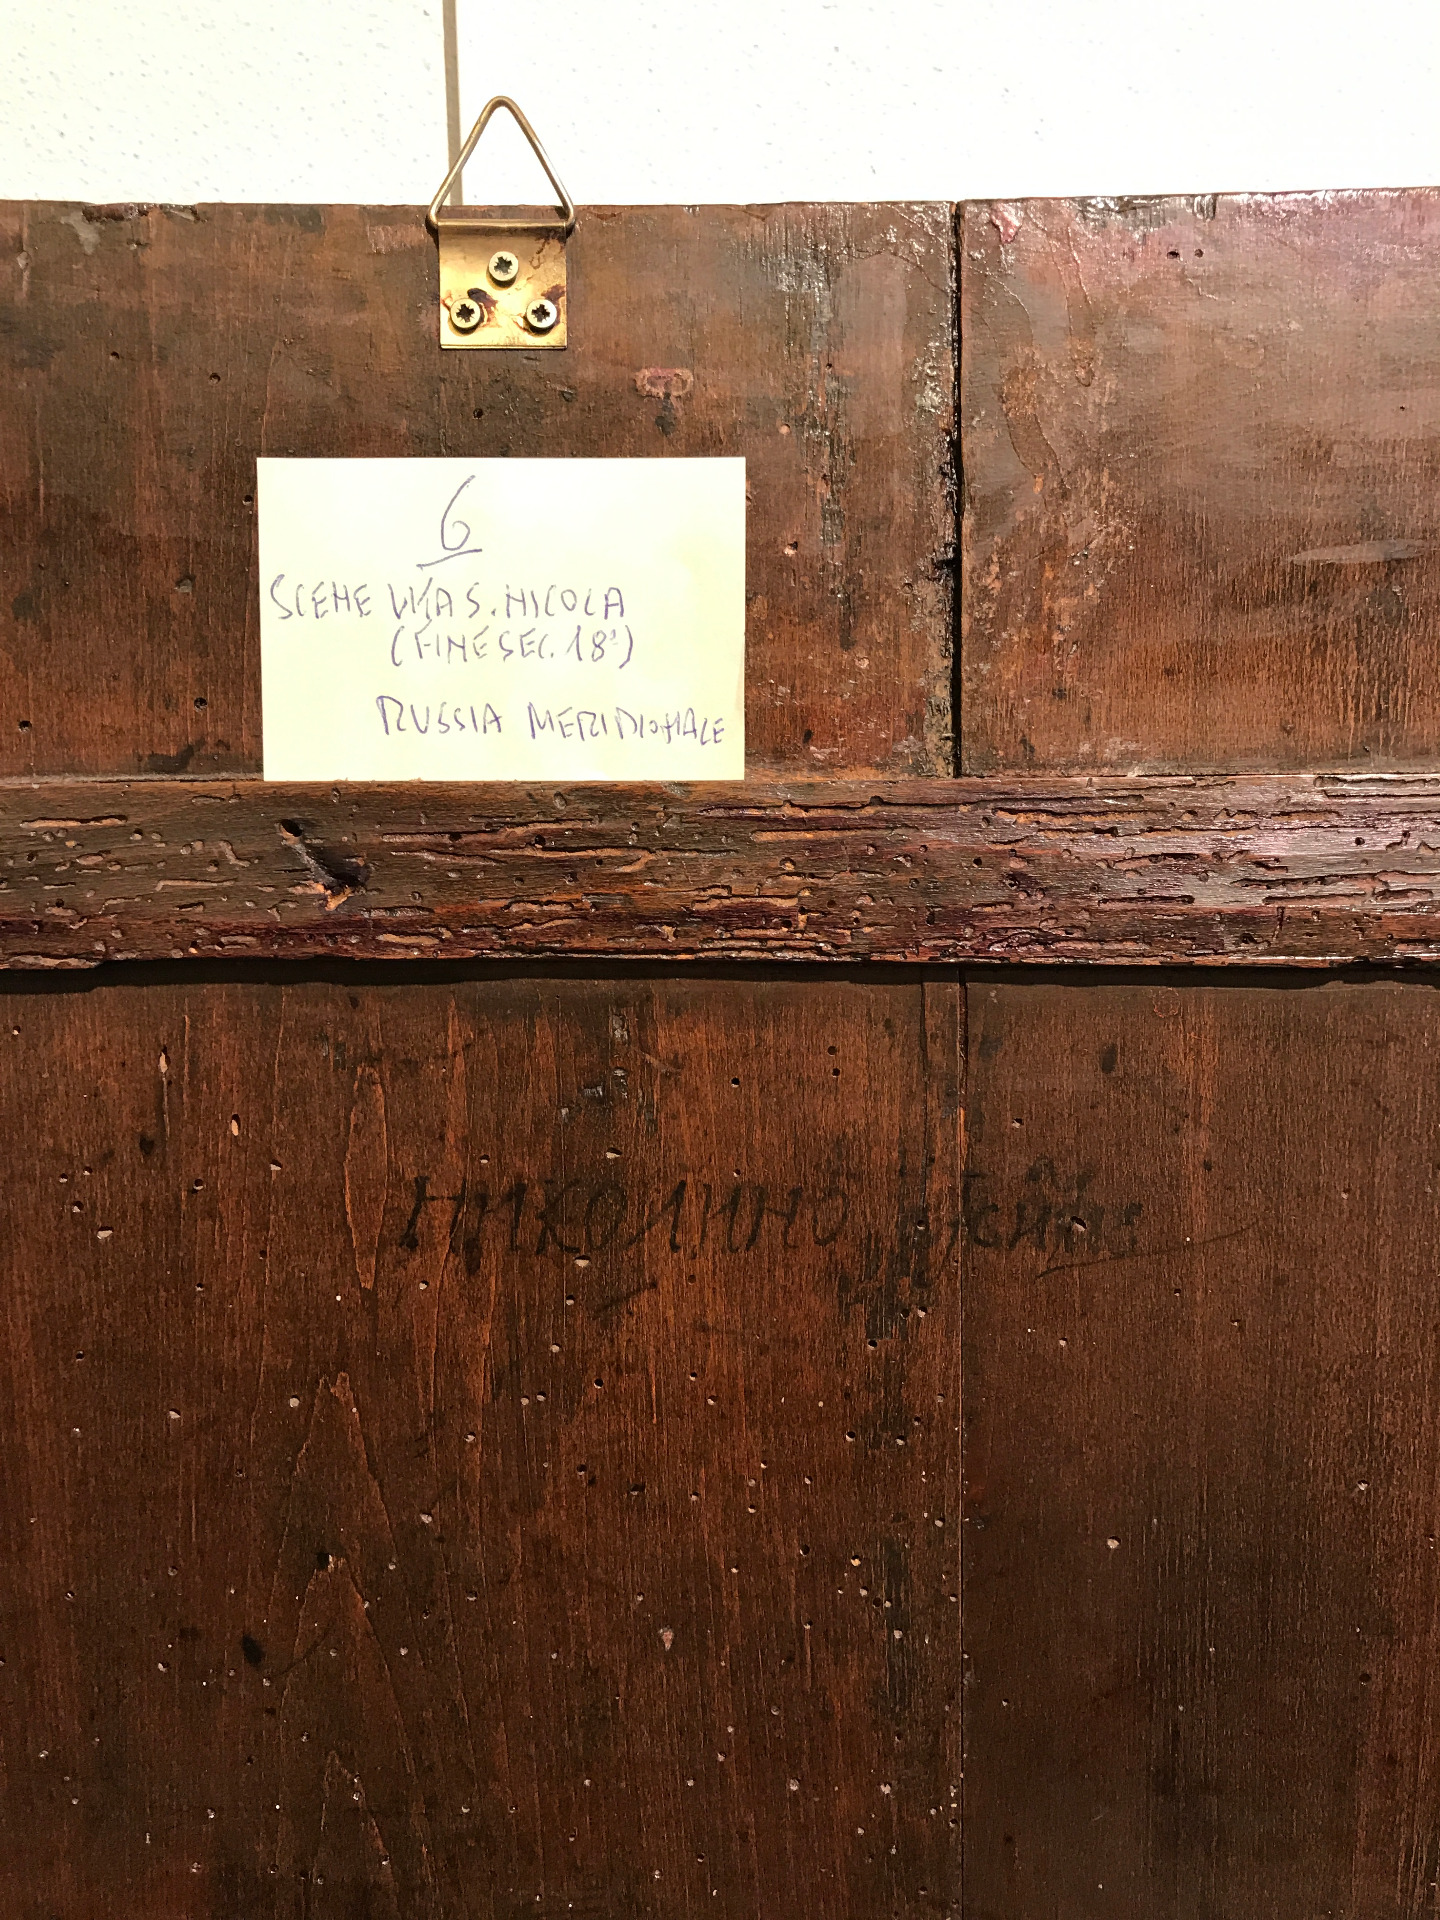 6
SCENE VITA S. NICOLA
(FINE SEC. 18°)
RUSSIA MERIDIONALE
НИКОЛИНО